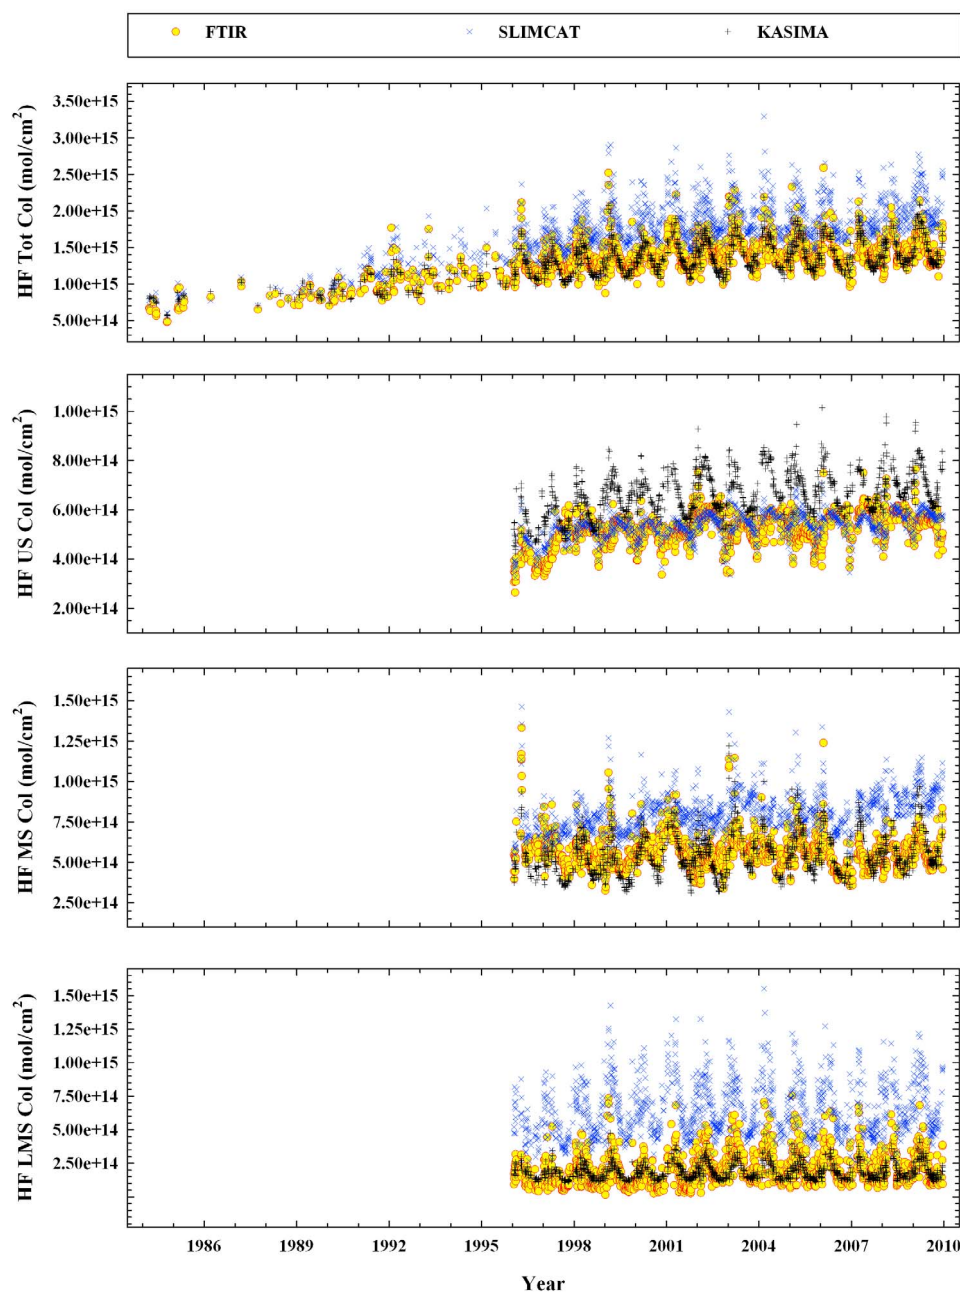 FTIR SLIMCAT KASIMA
HF Tot Col (mol/cm²)
3.50e+15
3.00e+15
2.50e+15
2.00e+15
1.50e+15
1.00e+15
5.00e+14
HF US Col (mol/cm²)
1.00e+15
8.00e+14
6.00e+14
4.00e+14
2.00e+14
HF MS Col (mol/cm²)
1.50e+15
1.25e+15
1.00e+15
7.50e+14
5.00e+14
2.50e+14
HF LMS Col (mol/cm²)
1.50e+15
1.25e+15
1.00e+15
7.50e+14
5.00e+14
2.50e+14
1986 1989 1992 1995 1998 2001 2004 2007 2010
Year